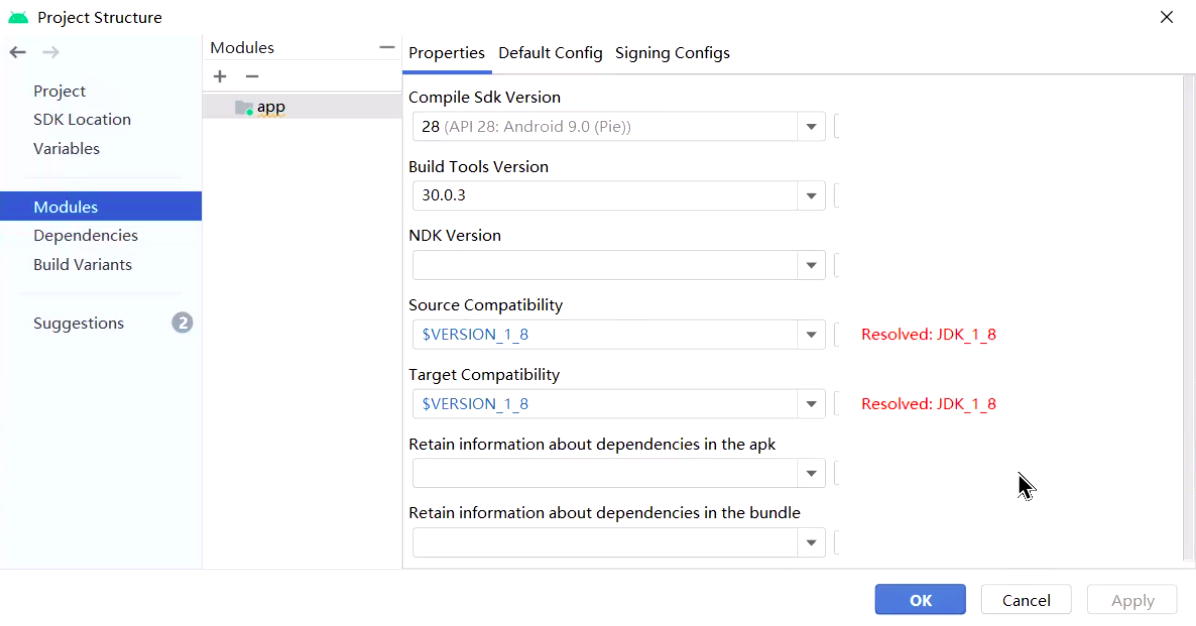 Project Structure
Project
SDK Location
Variables
Modules
Dependencies
Build Variants
Suggestions 2
Modules
app
Properties Default Config Signing Configs
Compile Sdk Version
28 (API 28: Android 9.0 (Pie))
Build Tools Version
30.0.3
NDK Version
Source Compatibility
$VERSION_1_8 Resolved: JDK_1_8
Target Compatibility
$VERSION_1_8 Resolved: JDK_1_8
Retain information about dependencies in the apk
Retain information about dependencies in the bundle
OK Cancel Apply